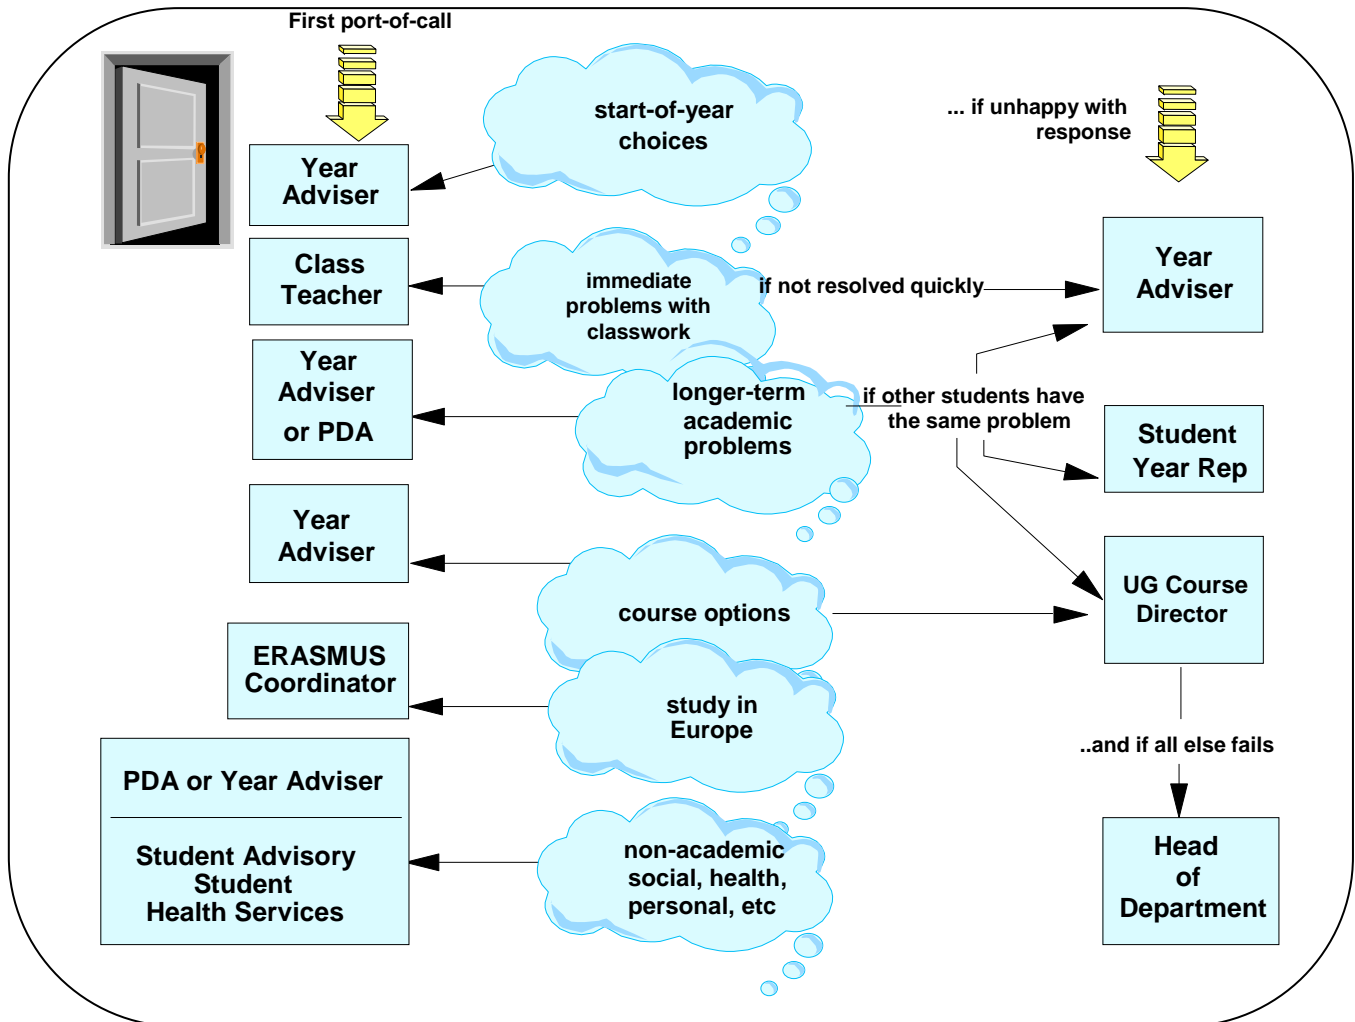 First port-of-call
start-of-year
choices
... if unhappy with
response
Year
Adviser
Class
Teacher
immediate
problems with
classwork
if not resolved quickly
Year
Adviser
Year
Adviser
or PDA
longer-term
academic
problems
if other students have
the same problem
Student
Year Rep
Year
Adviser
course options
UG Course
Director
ERASMUS
Coordinator
study in
Europe
..and if all else fails
PDA or Year Adviser
Student Advisory
Student
Health Services
non-academic
social, health,
personal, etc
Head
of
Department